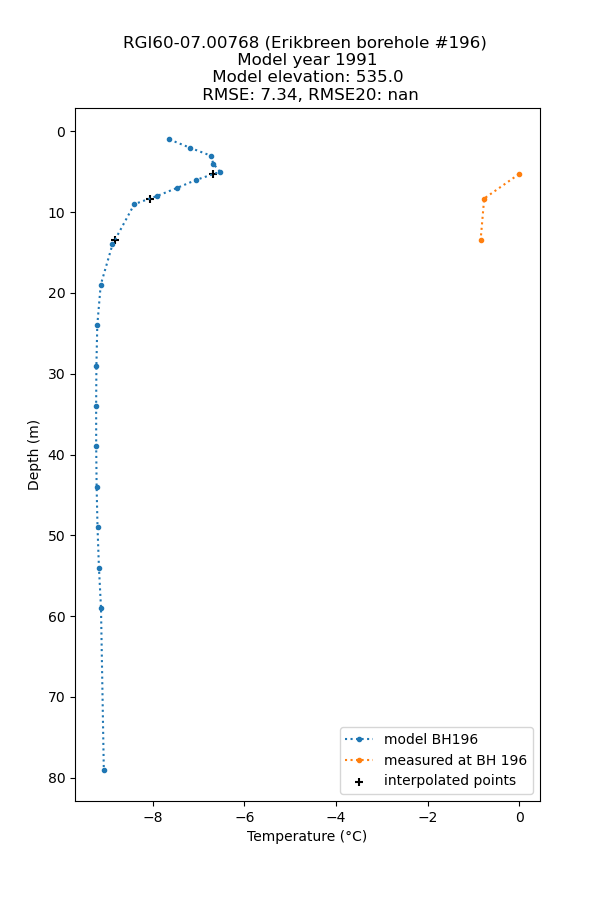 RGI60-07.00768 (Erikbreen borehole #196)
Model year 1991
Model elevation: 535.0
RMSE: 7.34, RMSE20: nan
0
10
20
30
40
50
60
70
80
Depth (m)
−8
−6
−4
−2
0
Temperature (°C)
model BH196
measured at BH 196
interpolated points